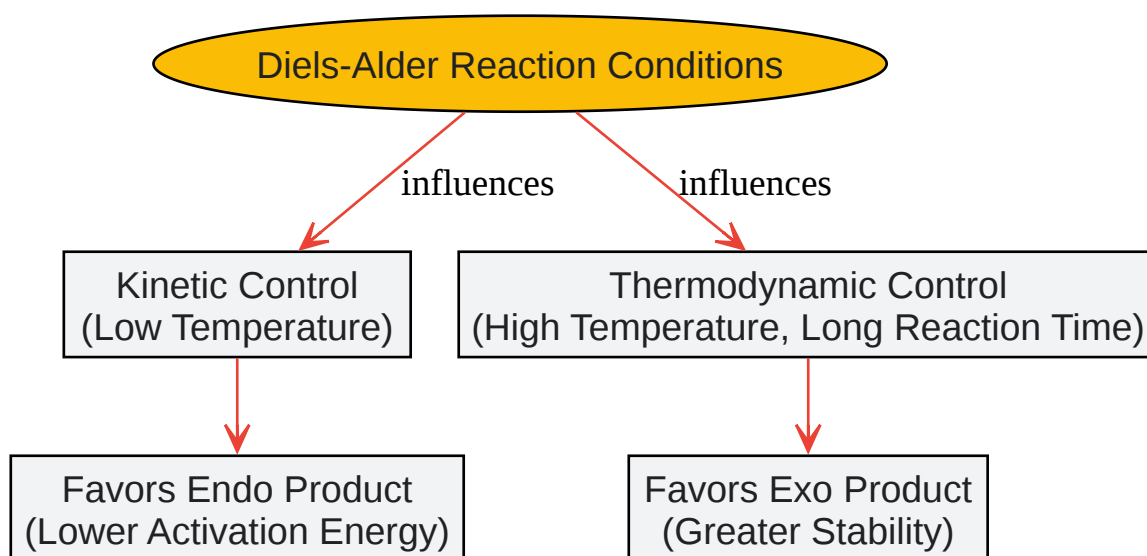 Diels-Alder Reaction Conditions
influences
influences
Kinetic Control
(Low Temperature)
Thermodynamic Control
(High Temperature, Long Reaction Time)
Favors Endo Product
(Lower Activation Energy)
Favors Exo Product
(Greater Stability)